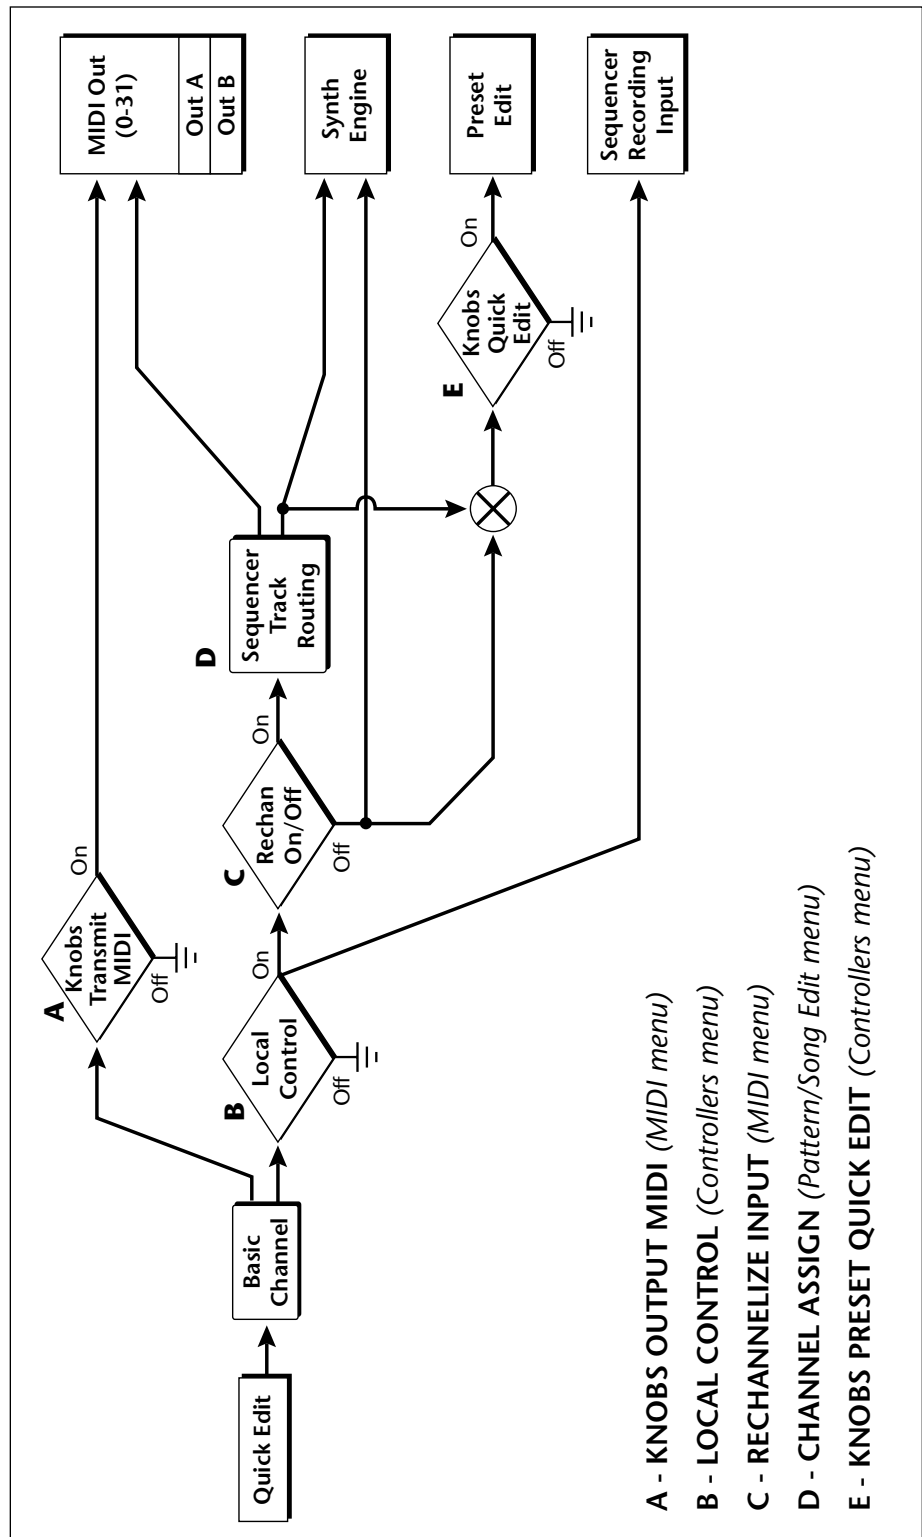 Quick Edit
Basic
Channel
A
Knobs
Transmit
MIDI
On
Off
B
Local
Control
On
Off
C
Rechan
On/Off
On
Off
D
Sequencer
Track
Routing
E
Knobs
Quick
Edit
On
Off
MIDI Out
(0-31)
Out A
Out B
Synth
Engine
Preset
Edit
Sequencer
Recording
Input
A - KNOBS OUTPUT MIDI (MIDI menu)
B - LOCAL CONTROL (Controllers menu)
C - RECHANNELIZE INPUT (MIDI menu)
D - CHANNEL ASSIGN (Pattern/Song Edit menu)
E - KNOBS PRESET QUICK EDIT (Controllers menu)